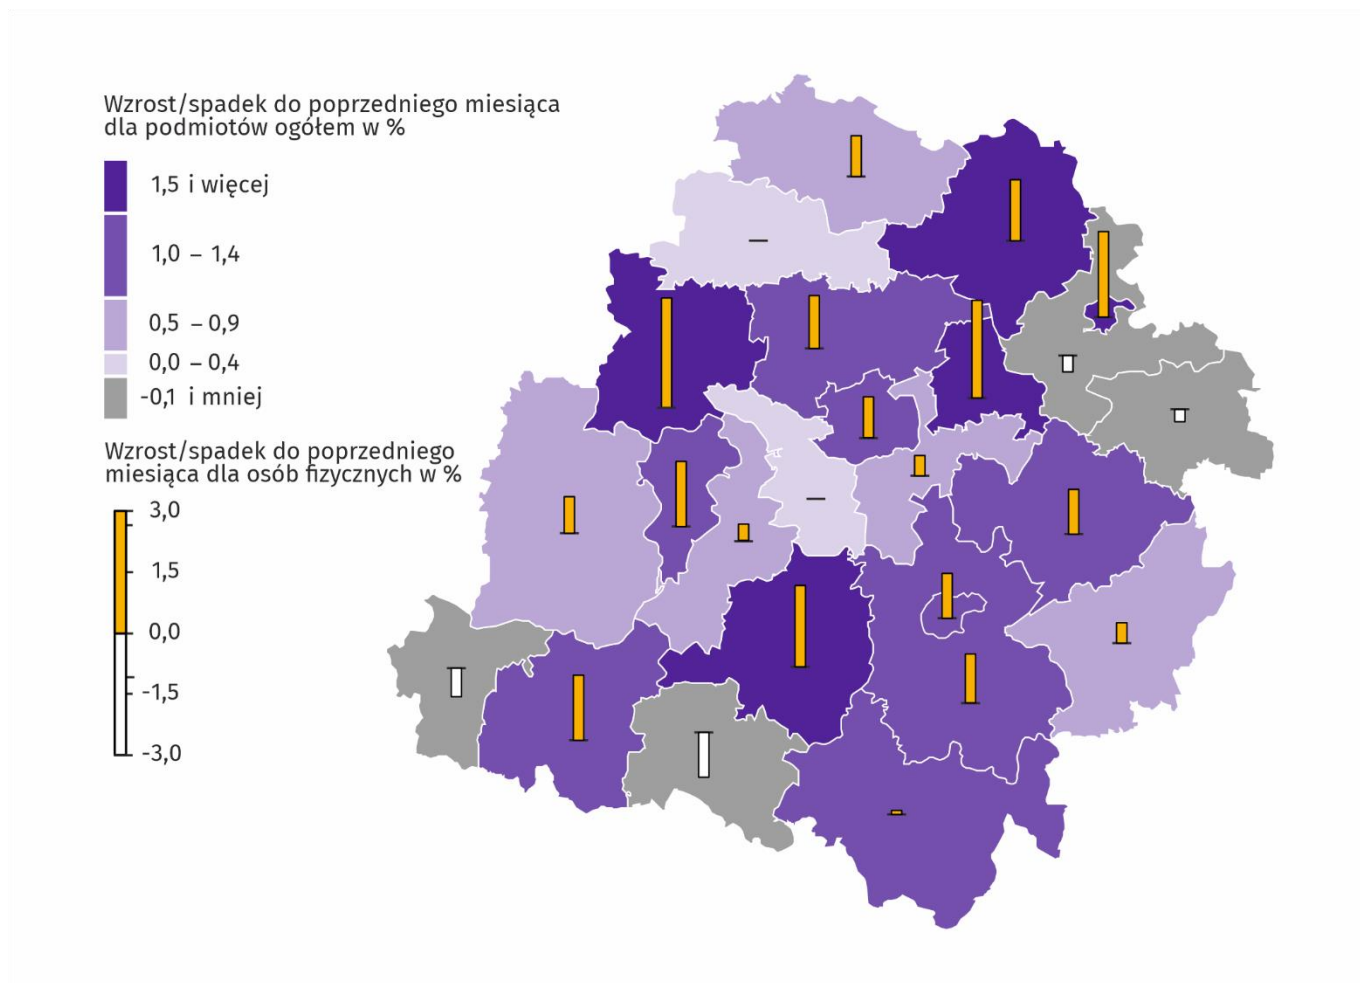 Wzrost/spadek do poprzedniego miesiąca
dla podmiotów ogółem w %
1,5 i więcej
1,0 – 1,4
0,5 – 0,9
0,0 – 0,4
-0,1 i mniej
Wzrost/spadek do poprzedniego
miesiąca dla osób fizycznych w %
3,0
1,5
0,0
-1,5
-3,0